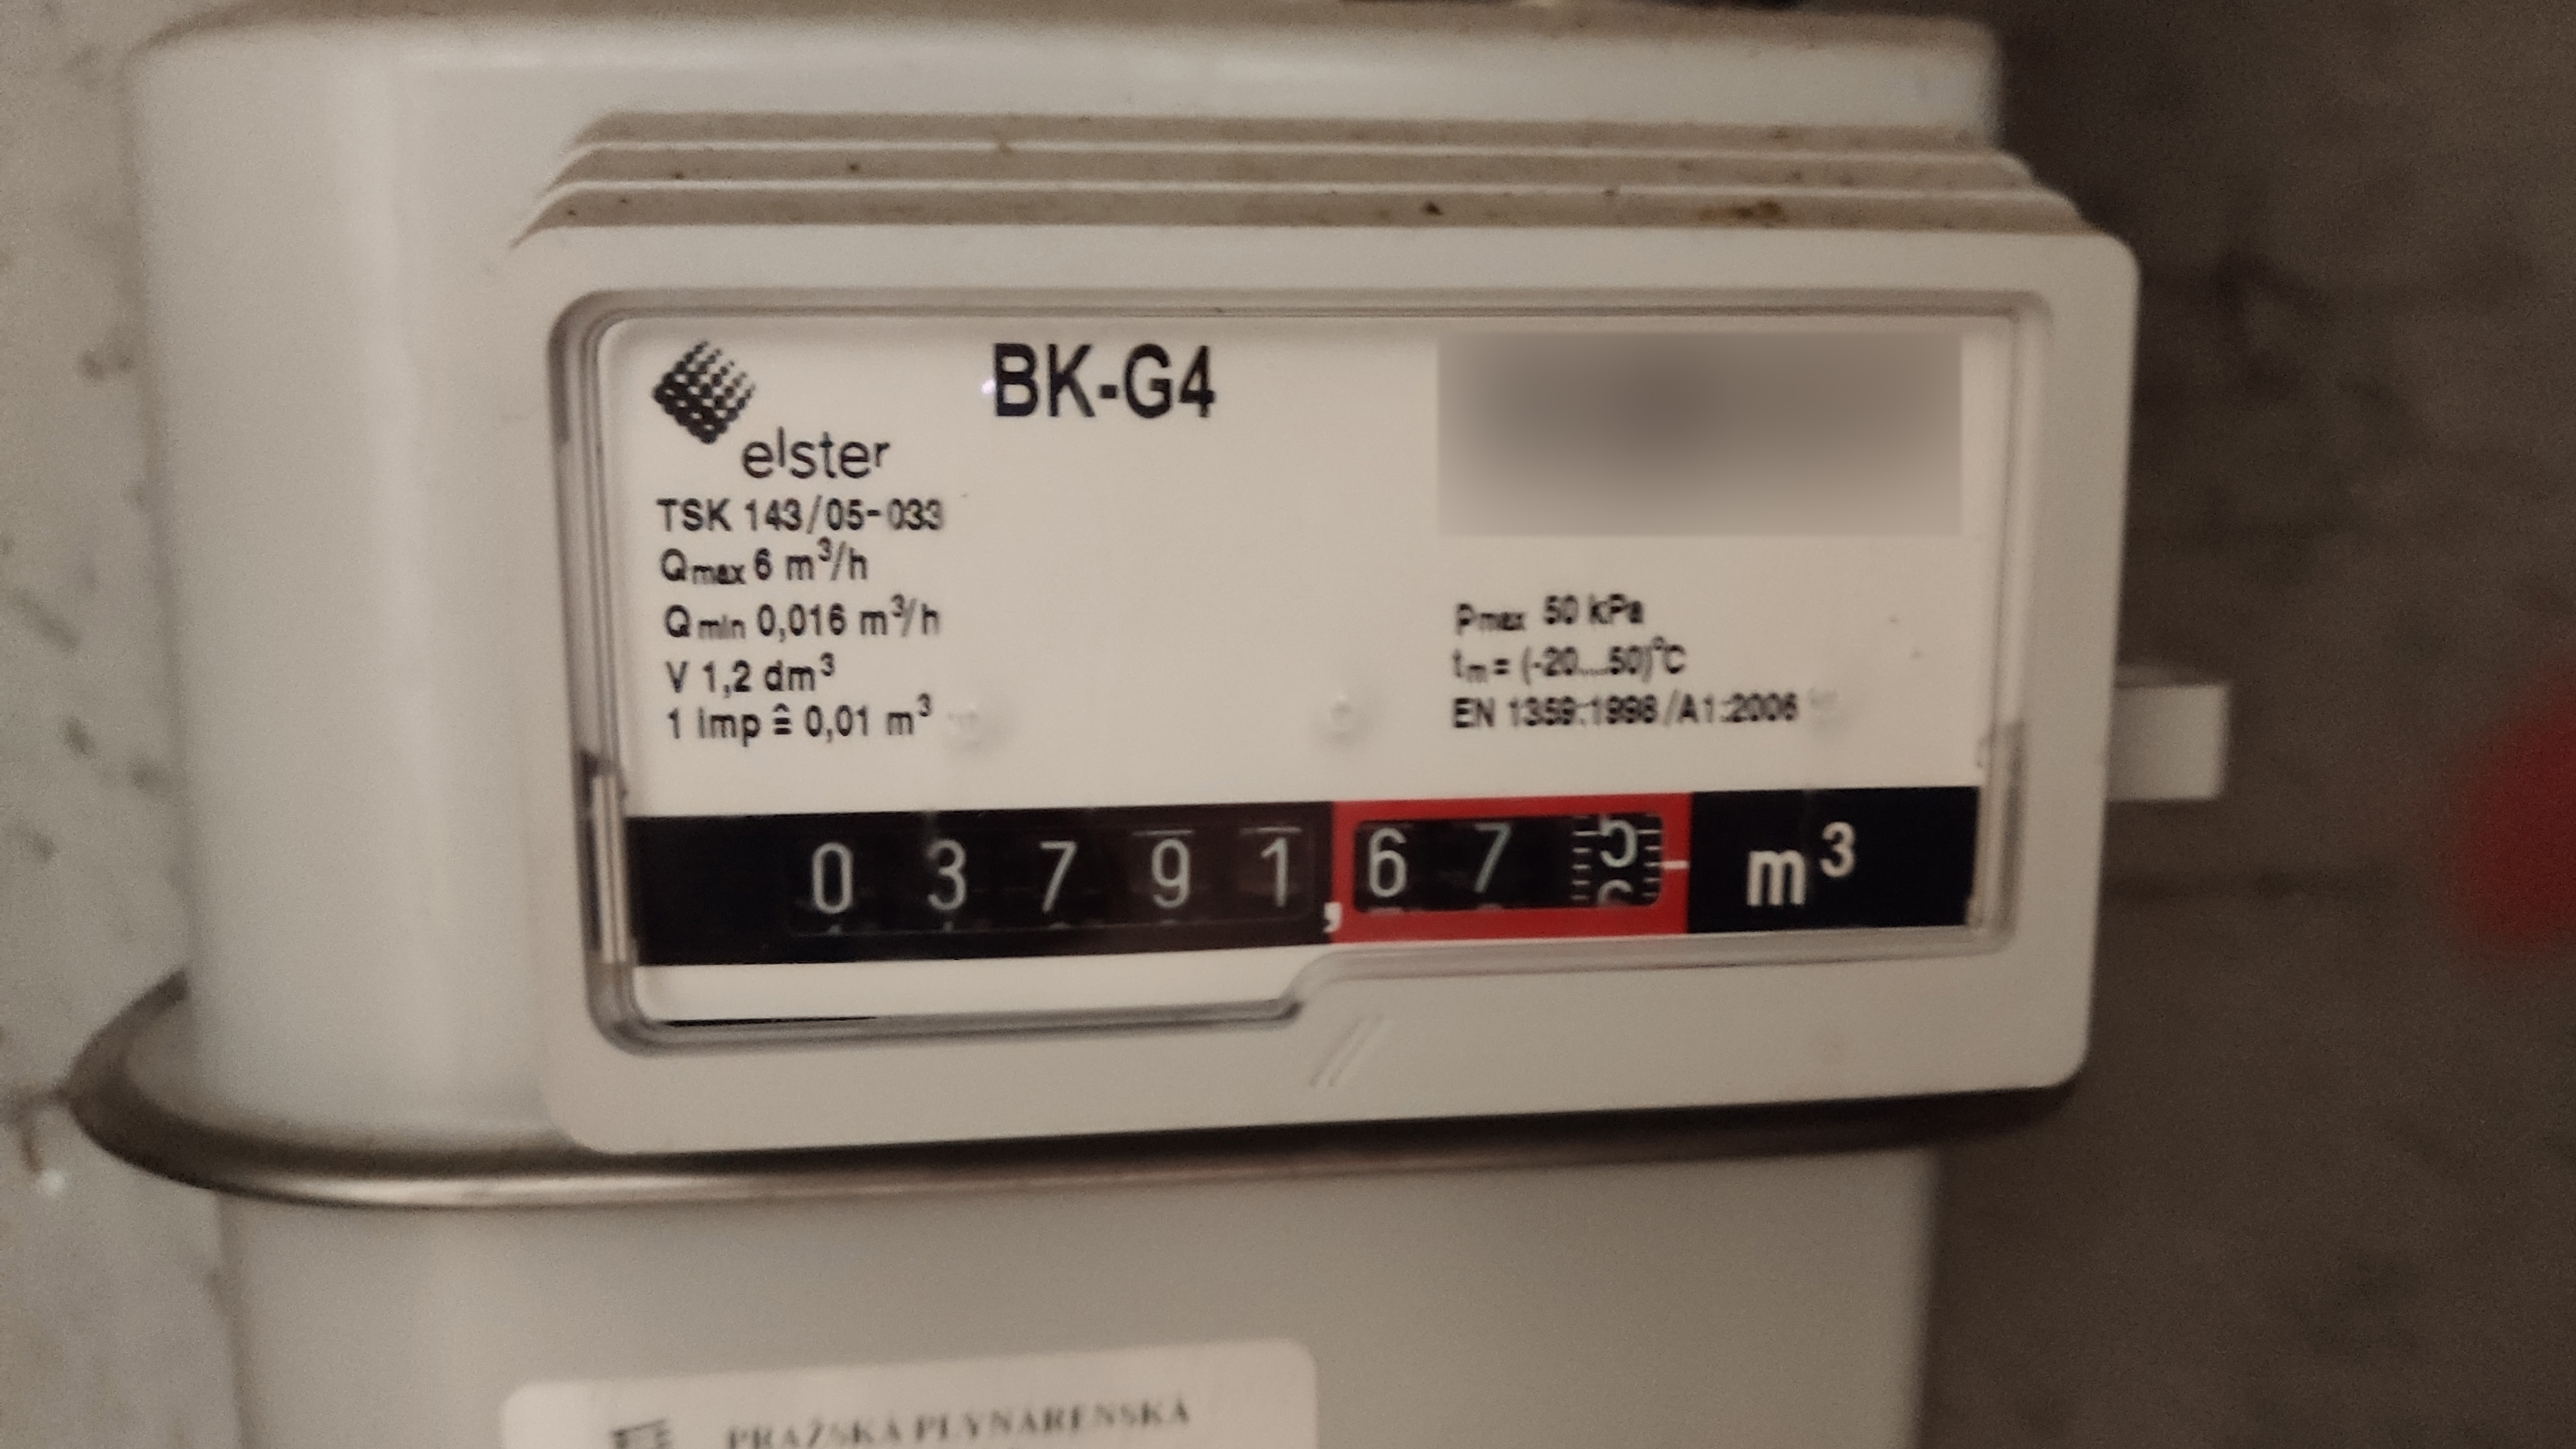 BK-G4
elster
TSK 143/05-033
Qmax 6 m³/h
Qmin 0,016 m³/h
V 1,2 dm³
1 imp ≙ 0,01 m³
pmax 50 kPa
tm = (-20....50)°C
EN 1359:1998/A1:2006
03791,675 m³
PRAŽSKÁ PLYNÁRENSKÁ